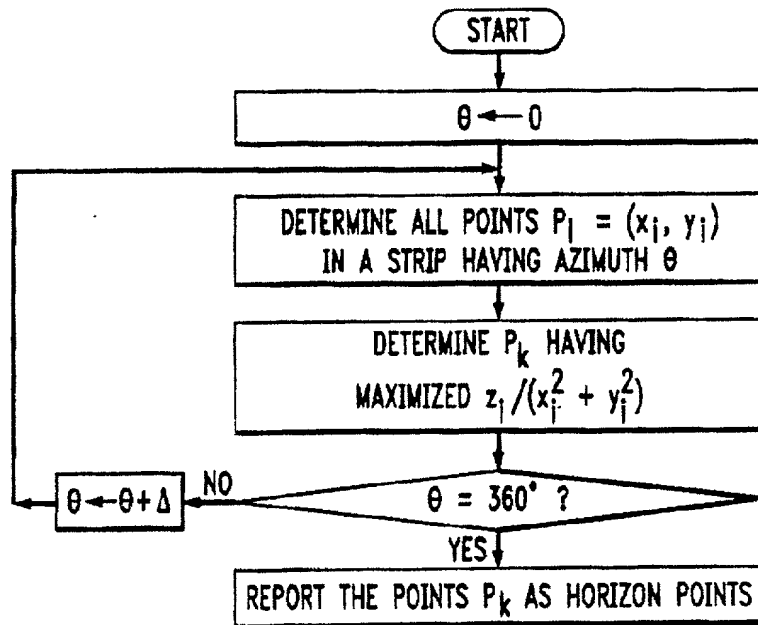 START
θ ← 0
DETERMINE ALL POINTS P_i = (x_i, y_i)
IN A STRIP HAVING AZIMUTH θ
DETERMINE P_k HAVING
MAXIMIZED z_i/(x_i^2 + y_i^2)
θ ← θ + Δ
NO
θ = 360° ?
YES
REPORT THE POINTS P_k AS HORIZON POINTS